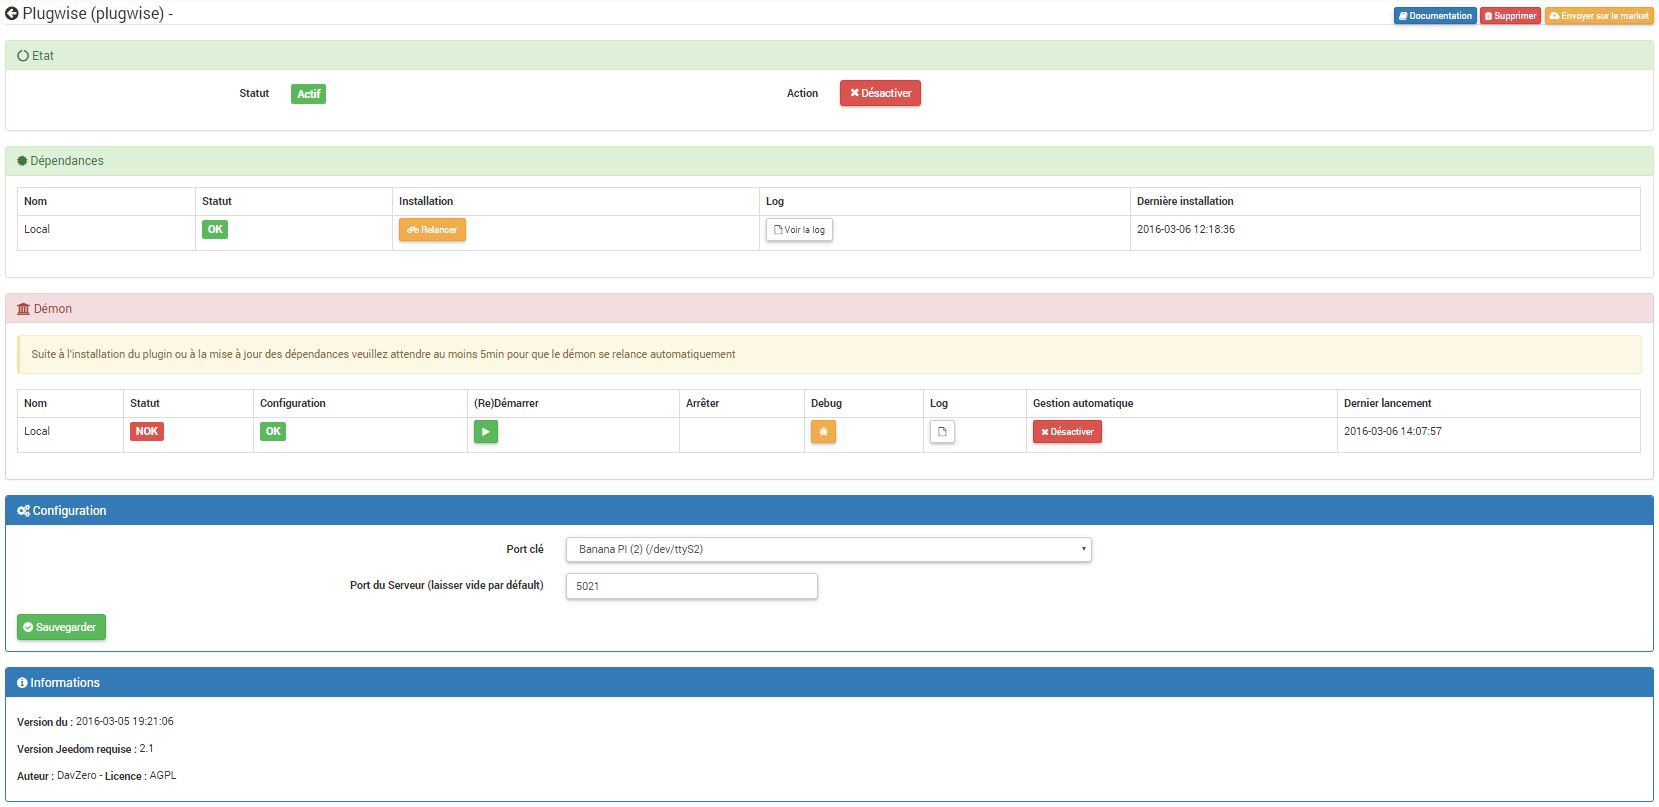 Plugwise (plugwise) -
Documentation Supprimer Envoyer sur le market
Etat
Statut Actif Action Désactiver
Dépendances
Nom Statut Installation Log Dernière installation
Local OK Relancer Voir la log 2016-03-06 12:18:36
Démon
Suite à l'installation du plugin ou à la mise à jour des dépendances veuillez attendre au moins 5min pour que le démon se relance automatiquement
Nom Statut Configuration (Re)Démarrer Arrêter Debug Log Gestion automatique Dernier lancement
Local NOK OK Désactiver 2016-03-06 14:07:57
Configuration
Port clé Banana PI (2) (/dev/ttyS2)
Port du Serveur (laisser vide par défault) 5021
Sauvegarder
Informations
Version du : 2016-03-05 19:21:06
Version Jeedom requise : 2.1
Auteur : DavZero - Licence : AGPL